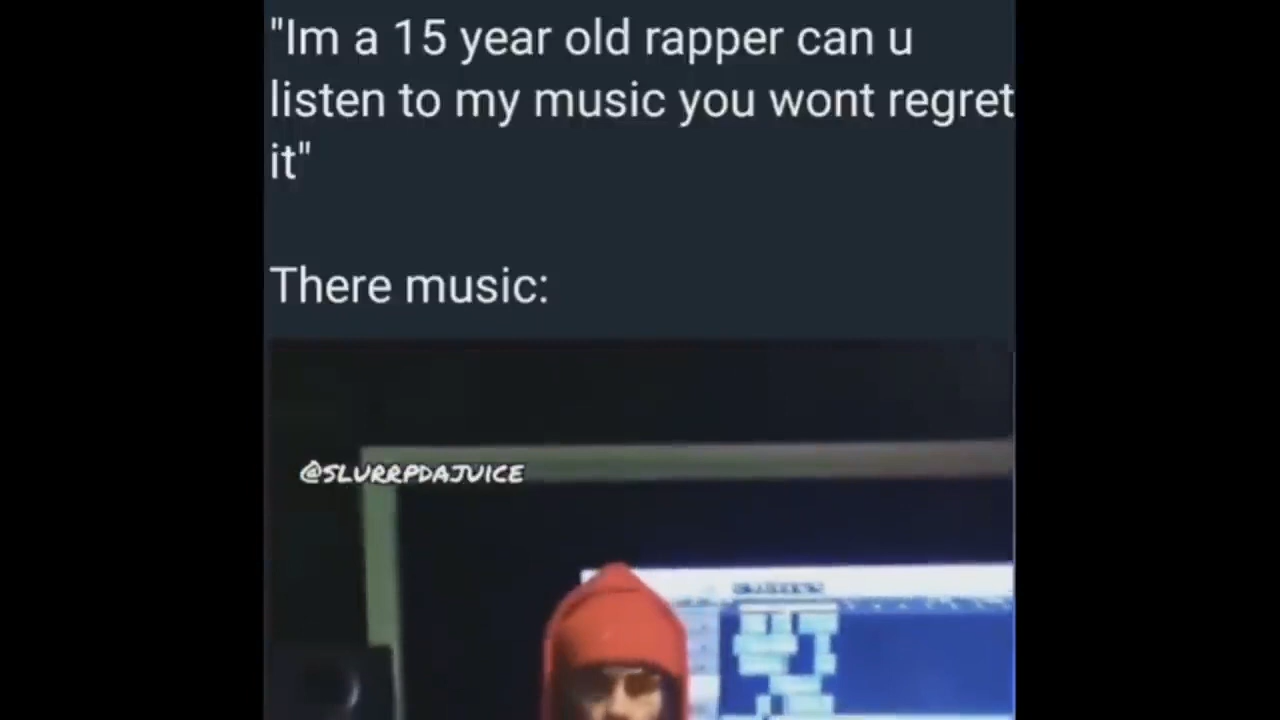 "Im a 15 year old rapper can u
listen to my music you wont regret
it"
There music:
@SLURRPDAJUICE